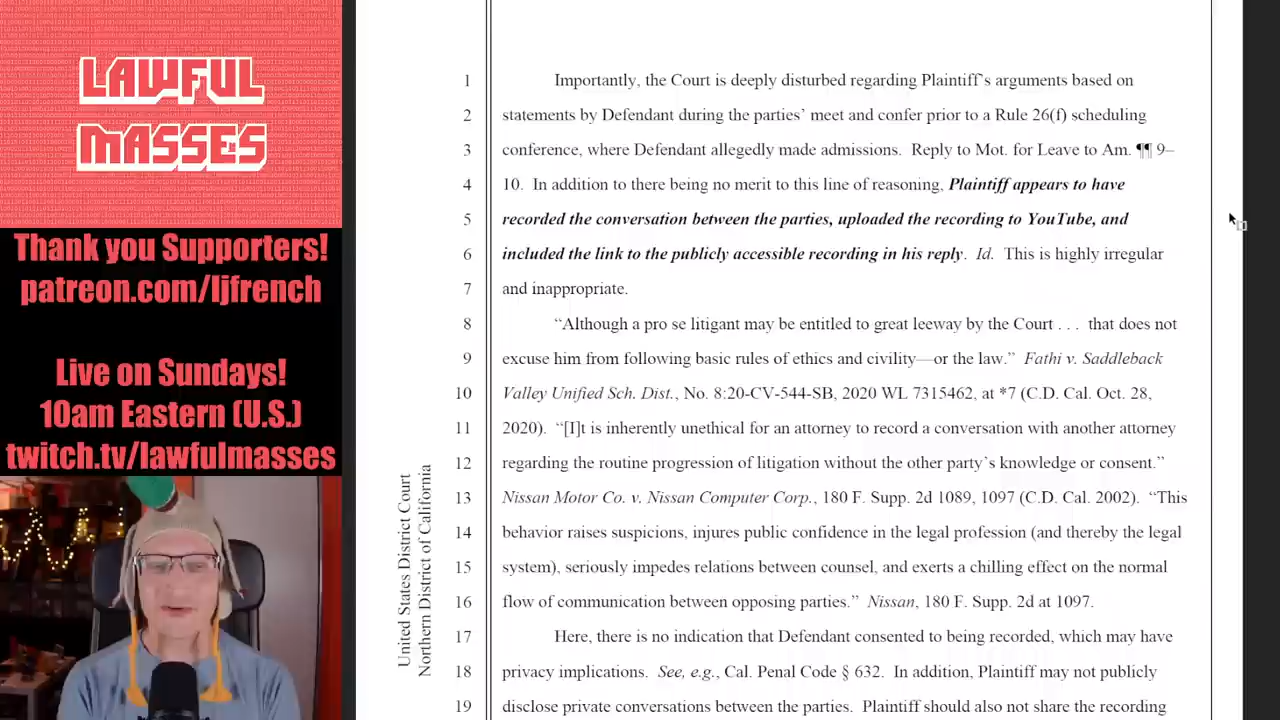 LAWFUL
MASSES
Thank you Supporters!
patreon.com/ljfrench
Live on Sundays!
10am Eastern (U.S.)
twitch.tv/lawfulmasses
United States District Court
Northern District of California
1 Importantly, the Court is deeply disturbed regarding Plaintiff's arguments based on
2 statements by Defendant during the parties' meet and confer prior to a Rule 26(f) scheduling
3 conference, where Defendant allegedly made admissions. Reply to Mot. for Leave to Am. ¶¶ 9–
4 10. In addition to there being no merit to this line of reasoning, Plaintiff appears to have
5 recorded the conversation between the parties, uploaded the recording to YouTube, and
6 included the link to the publicly accessible recording in his reply. Id. This is highly irregular
7 and inappropriate.
8 “Although a pro se litigant may be entitled to great leeway by the Court . . . that does not
9 excuse him from following basic rules of ethics and civility—or the law.” Fathi v. Saddleback
10 Valley Unified Sch. Dist., No. 8:20-CV-544-SB, 2020 WL 7315462, at *7 (C.D. Cal. Oct. 28,
11 2020). “[I]t is inherently unethical for an attorney to record a conversation with another attorney
12 regarding the routine progression of litigation without the other party's knowledge or consent.”
13 Nissan Motor Co. v. Nissan Computer Corp., 180 F. Supp. 2d 1089, 1097 (C.D. Cal. 2002). “This
14 behavior raises suspicions, injures public confidence in the legal profession (and thereby the legal
15 system), seriously impedes relations between counsel, and exerts a chilling effect on the normal
16 flow of communication between opposing parties.” Nissan, 180 F. Supp. 2d at 1097.
17 Here, there is no indication that Defendant consented to being recorded, which may have
18 privacy implications. See, e.g., Cal. Penal Code § 632. In addition, Plaintiff may not publicly
19 disclose private conversations between the parties. Plaintiff should also not share the recording